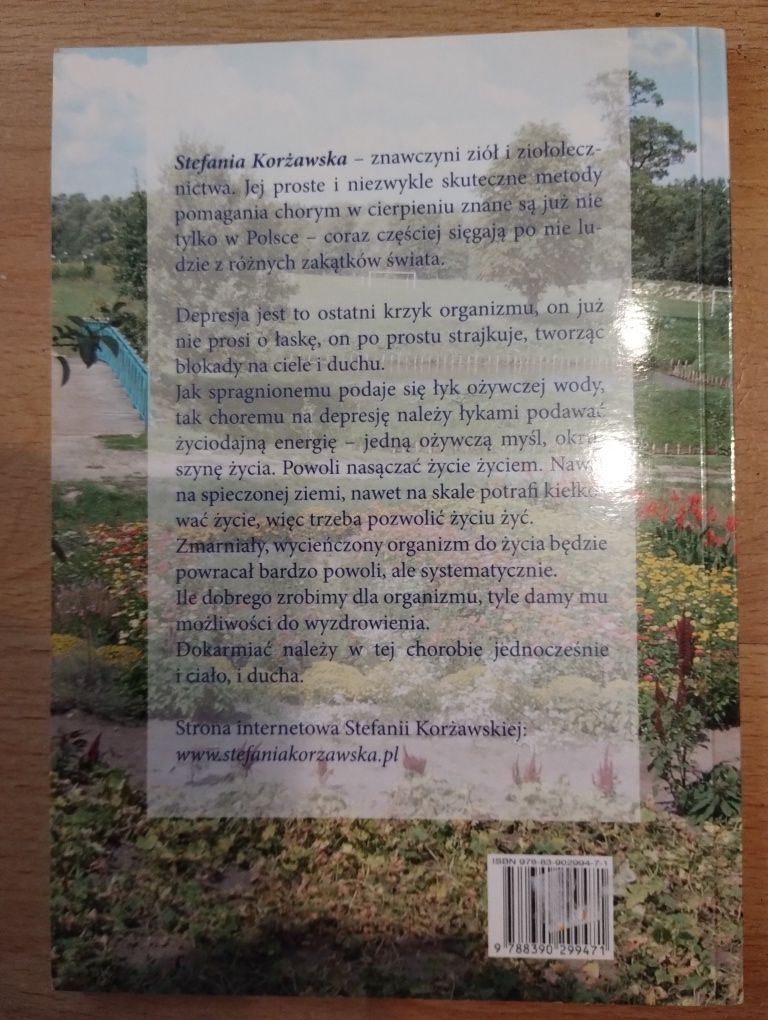 Stefania Korżawska – znawczyni ziół i ziołolecz-
nictwa. Jej proste i niezwykle skuteczne metody
pomagania chorym w cierpieniu znane są już nie
tylko w Polsce – coraz częściej sięgają po nie lu-
dzie z różnych zakątków świata.
Depresja jest to ostatni krzyk organizmu, on już
nie prosi o łaskę, on po prostu strajkuje, tworząc
blokady na ciele i duchu.
Jak spragnionemu podaje się łyk ożywczej wody,
tak choremu na depresję należy łykami podawać
życiodajną energię – jedną ożywczą myśl,
szynę życia. Powoli nasączać życie życiem.
na spieczonej ziemi, nawet na skale potrafi kiełko-
wać życie, więc trzeba pozwolić życiu żyć.
Zmarniały, wycieńczony organizm do życia będzie
powracał bardzo powoli, ale systematycznie.
Ile dobrego zrobimy dla organizmu, tyle damy mu
możliwości do wyzdrowienia.
Dokarmiać należy w tej chorobie jednocześnie
i ciało, i ducha.
Strona internetowa Stefanii Korżawskiej:
www.stefaniakorzawska.pl
ISBN 978-83-902994-7-1
9 788390 299471